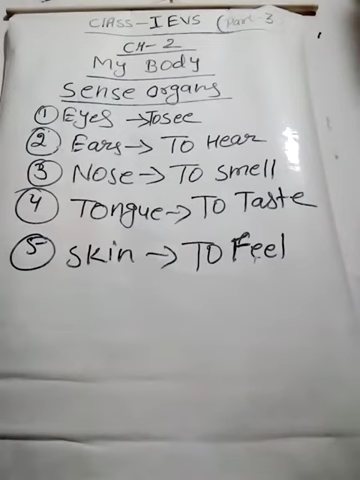 CLASS-I EVS (Part-3
CH-2
My Body
Sense organs
1 Eyes → To see
2 Ears → To Hear
3 Nose → To Smell
4 Tongue → To Taste
5 Skin → To Feel